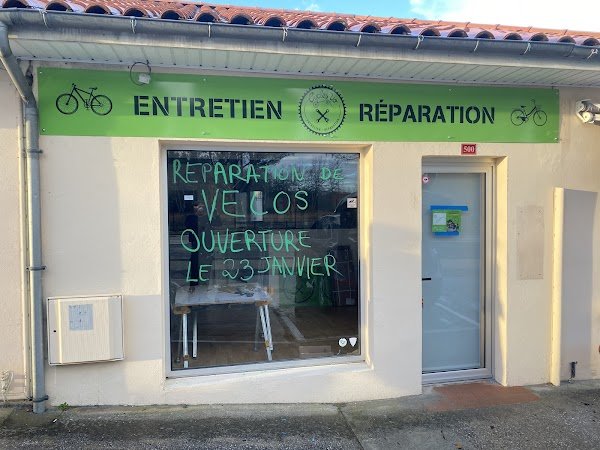 ENTRETIEN RÉPARATION
500
REPARATION DE
VELOS
OUVERTURE
LE 23 JANVIER